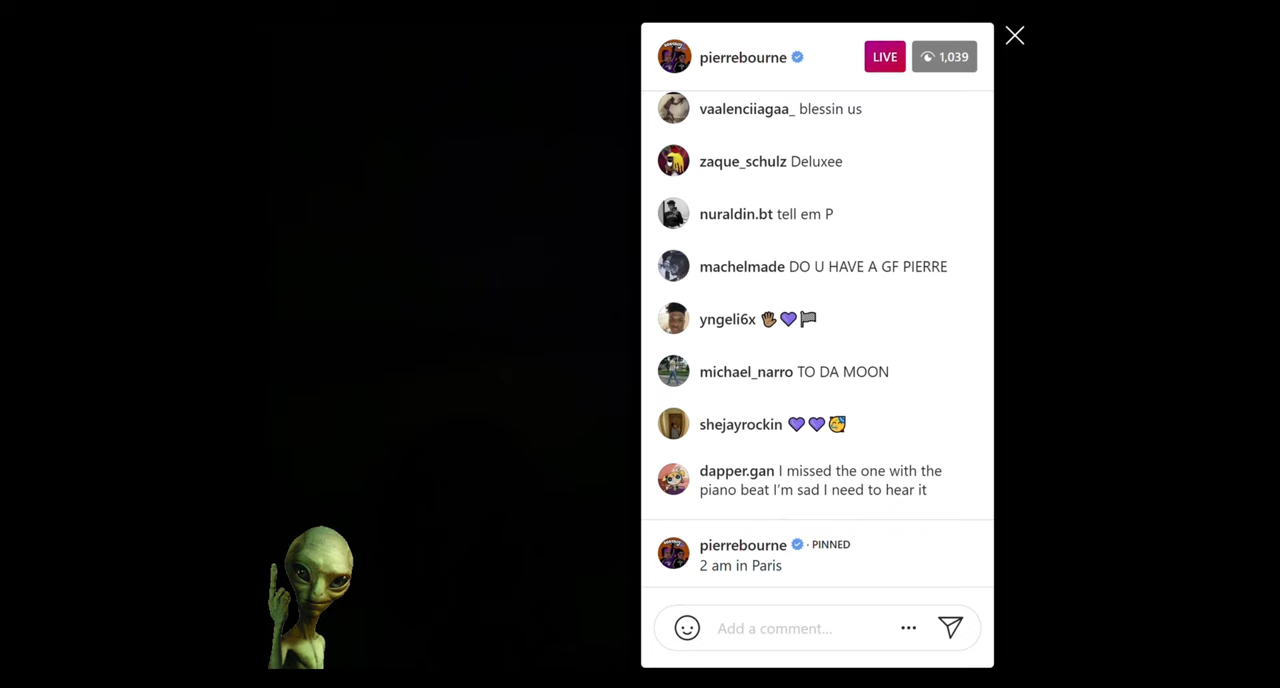 pierrebourne LIVE 1,039
vaalenciiagaa_ blessin us
zaque_schulz Deluxee
nuraldin.bt tell em P
machelmade DO U HAVE A GF PIERRE
yngeli6x 🖐🏽💜🏴
michael_narro TO DA MOON
shejayrockin 💜💜🥳
dapper.gan I missed the one with the
piano beat I’m sad I need to hear it
pierrebourne · PINNED
2 am in Paris
Add a comment...